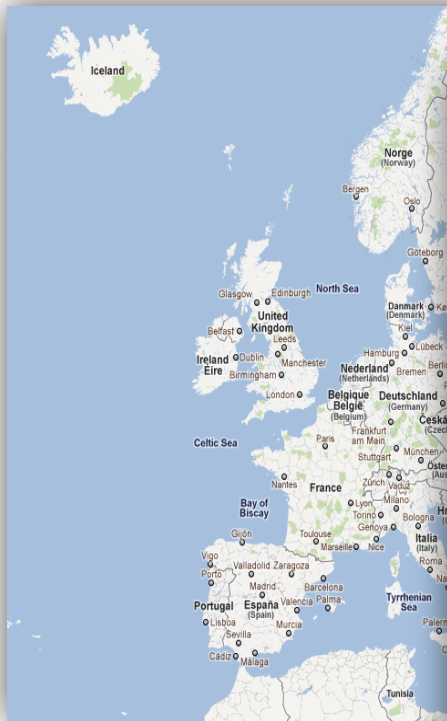 Iceland
Norge
(Norway)
Bergen
Oslo
Göteborg
North Sea
Glasgow
Edinburgh
Danmark
(Denmark)
United
Kingdom
Belfast
Kiel
Leeds
Lübeck
Ireland
Éire
Dublin
Manchester
Hamburg
Bremen
Birmingham
Nederland
(Netherlands)
Berlin
London
Belgique
België
(Belgium)
Deutschland
(Germany)
Frankfurt
am Main
Celtic Sea
Paris
Stuttgart
München
Nantes
France
Zürich
Vaduz
Lyon
Milano
Bay of
Biscay
Torino
Genova
Bologna
Gijón
Toulouse
Marseille
Nice
Italia
(Italy)
Vigo
Valladolid
Zaragoza
Roma
Porto
Madrid
Barcelona
Portugal
España
(Spain)
Valencia
Palma
Tyrrhenian
Sea
Lisboa
Murcia
Sevilla
Cádiz
Málaga
Tunisia